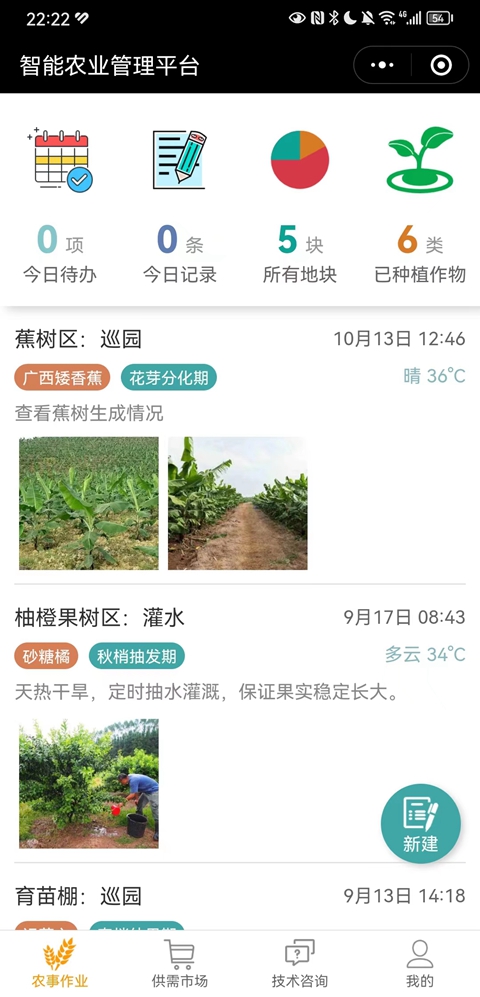 22:22
4G
54
智能农业管理平台
0 项
0 条
5 块
6 类
今日待办
今日记录
所有地块
已种植作物
蕉树区：巡园
10月13日 12:46
广西矮香蕉
花芽分化期
晴 36℃
查看蕉树生成情况
柚橙果树区：灌水
9月17日 08:43
砂糖橘
秋梢抽发期
多云 34℃
天热干旱，定时抽水灌溉，保证果实稳定长大。
新建
育苗棚：巡园
9月13日 14:18
农事作业
供需市场
技术咨询
我的